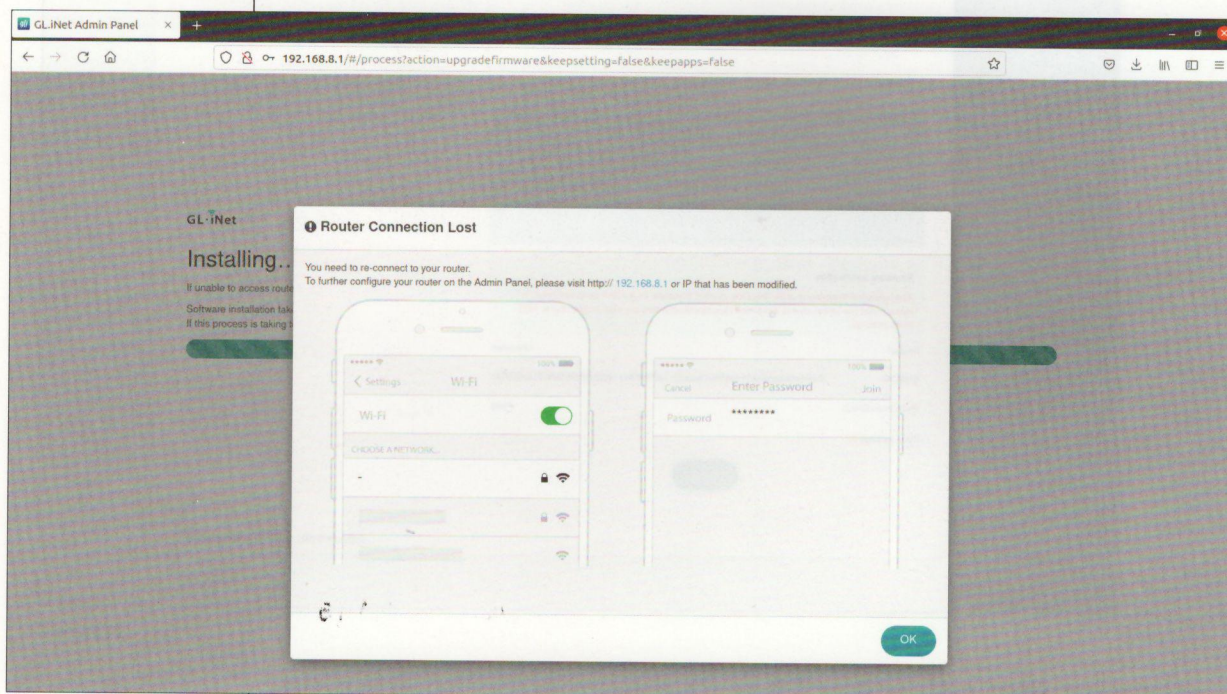 GL.iNet Admin Panel
192.168.8.1/#/process?action=upgradefirmware&keepsetting=false&keepapps=false
GL·iNet
Installing..
If unable to access route
Software installation tak
If this process is taking t
Router Connection Lost
You need to re-connect to your router.
To further configure your router on the Admin Panel, please visit http:// 192.168.8.1 or IP that has been modified.
100%
Settings Wi-Fi
Wi-Fi
CHOOSE A NETWORK...
-
100%
Cancel Enter Password Join
Password ********
OK